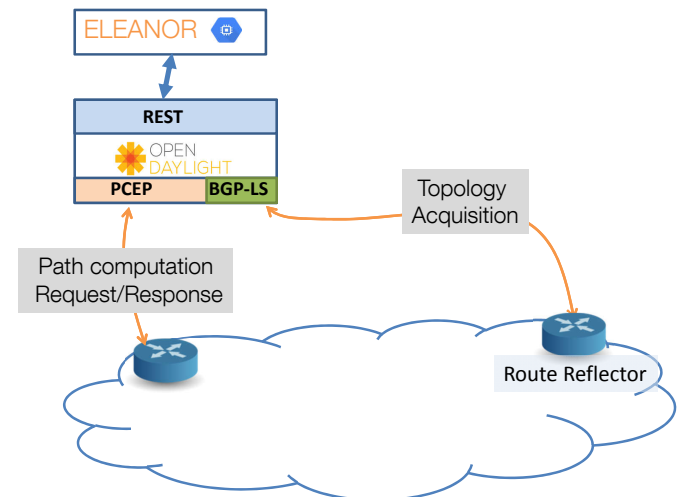 ELEANOR
REST
OPEN
DAYLIGHT
PCEP BGP-LS
Topology
Acquisition
Path computation
Request/Response
Route Reflector